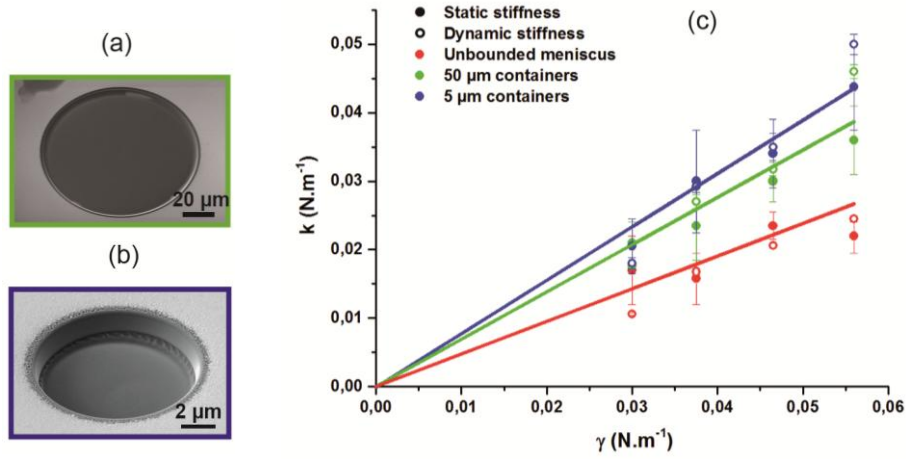 (a)
20 µm
(b)
2 µm
(c)
Static stiffness
Dynamic stiffness
Unbounded meniscus
50 µm containers
5 µm containers
k (N.m⁻¹)
0,05
0,04
0,03
0,02
0,01
0,00
0,00 0,01 0,02 0,03 0,04 0,05 0,06
γ (N.m⁻¹)